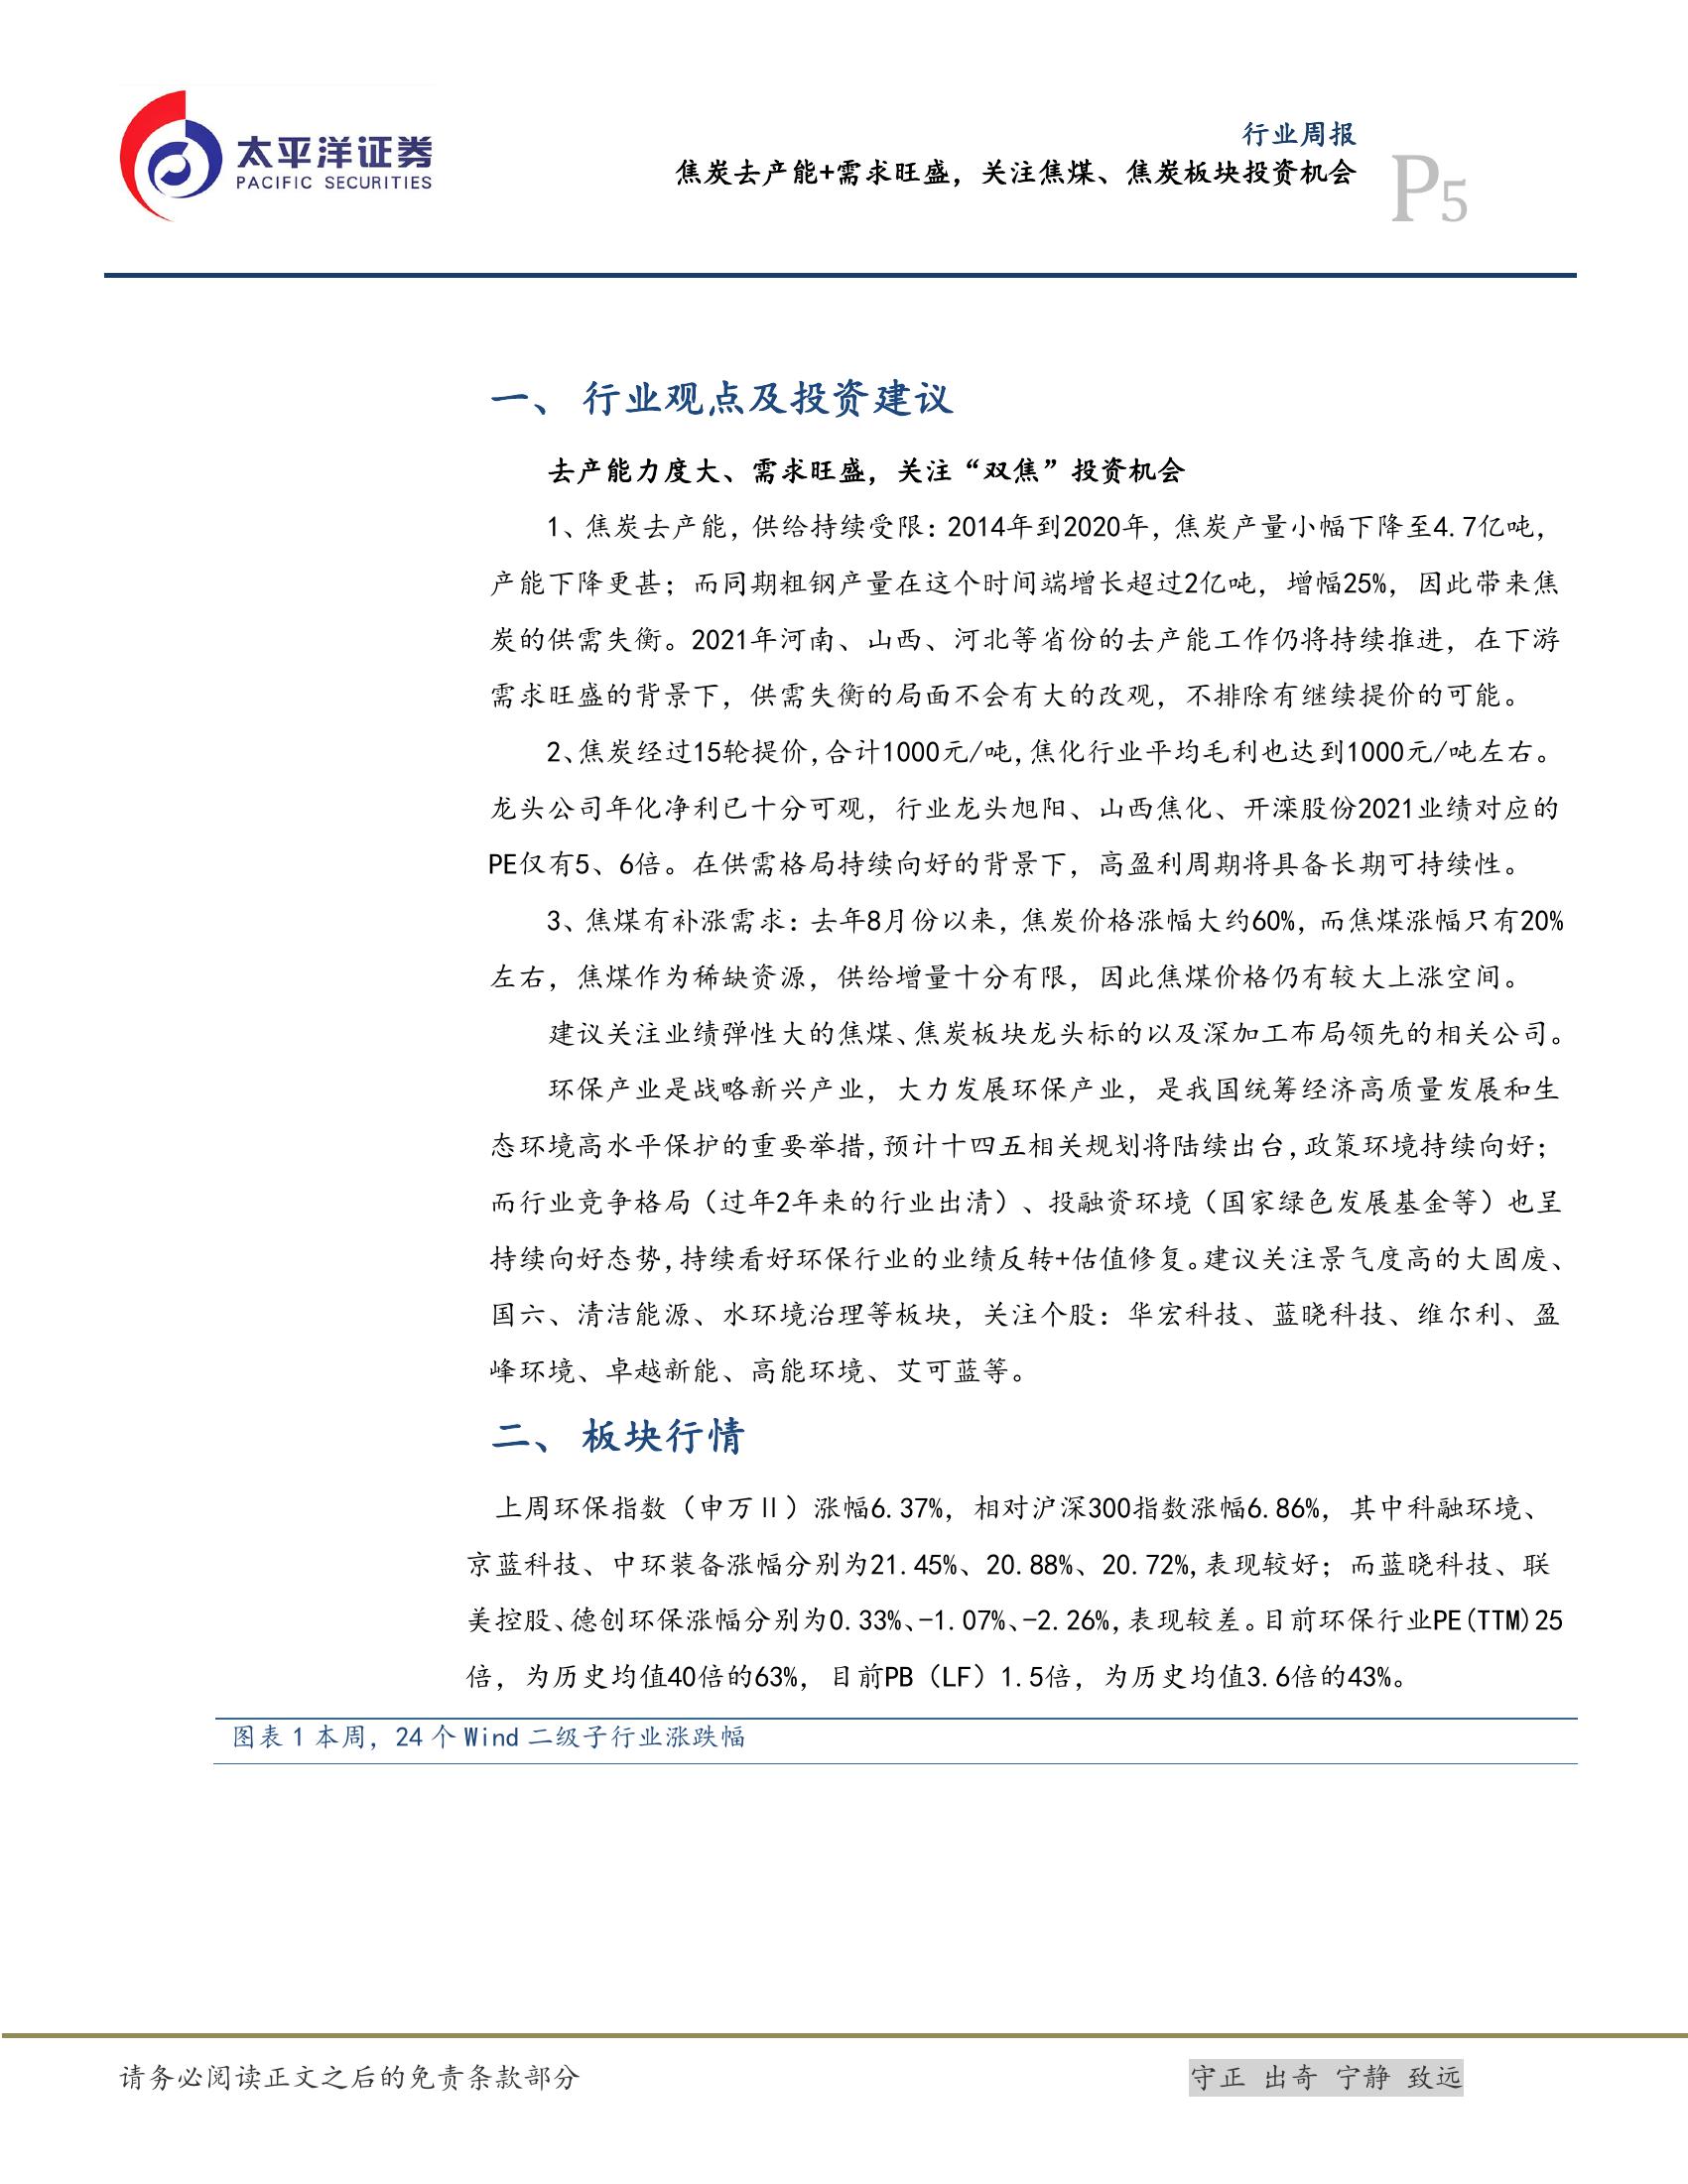 太平洋证券
PACIFIC SECURITIES
行业周报
焦炭去产能+需求旺盛，关注焦煤、焦炭板块投资机会
P5
一、 行业观点及投资建议
去产能力度大、需求旺盛，关注“双焦”投资机会
1、焦炭去产能，供给持续受限：2014年到2020年，焦炭产量小幅下降至4.7亿吨，
产能下降更甚；而同期粗钢产量在这个时间端增长超过2亿吨，增幅25%，因此带来焦
炭的供需失衡。2021年河南、山西、河北等省份的去产能工作仍将持续推进，在下游
需求旺盛的背景下，供需失衡的局面不会有大的改观，不排除有继续提价的可能。
2、焦炭经过15轮提价，合计1000元/吨，焦化行业平均毛利也达到1000元/吨左右。
龙头公司年化净利已十分可观，行业龙头旭阳、山西焦化、开滦股份2021业绩对应的
PE仅有5、6倍。在供需格局持续向好的背景下，高盈利周期将具备长期可持续性。
3、焦煤有补涨需求：去年8月份以来，焦炭价格涨幅大约60%，而焦煤涨幅只有20%
左右，焦煤作为稀缺资源，供给增量十分有限，因此焦煤价格仍有较大上涨空间。
建议关注业绩弹性大的焦煤、焦炭板块龙头标的以及深加工布局领先的相关公司。
环保产业是战略新兴产业，大力发展环保产业，是我国统筹经济高质量发展和生
态环境高水平保护的重要举措，预计十四五相关规划将陆续出台，政策环境持续向好；
而行业竞争格局（过年2年来的行业出清）、投融资环境（国家绿色发展基金等）也呈
持续向好态势，持续看好环保行业的业绩反转+估值修复。建议关注景气度高的大固废、
国六、清洁能源、水环境治理等板块，关注个股：华宏科技、蓝晓科技、维尔利、盈
峰环境、卓越新能、高能环境、艾可蓝等。
二、 板块行情
上周环保指数（申万Ⅱ）涨幅6.37%，相对沪深300指数涨幅6.86%，其中科融环境、
京蓝科技、中环装备涨幅分别为21.45%、20.88%、20.72%，表现较好；而蓝晓科技、联
美控股、德创环保涨幅分别为0.33%、-1.07%、-2.26%，表现较差。目前环保行业PE(TTM)25
倍，为历史均值40倍的63%，目前PB（LF）1.5倍，为历史均值3.6倍的43%。
图表 1 本周，24 个 Wind 二级子行业涨跌幅
请务必阅读正文之后的免责条款部分
守正 出奇 宁静 致远